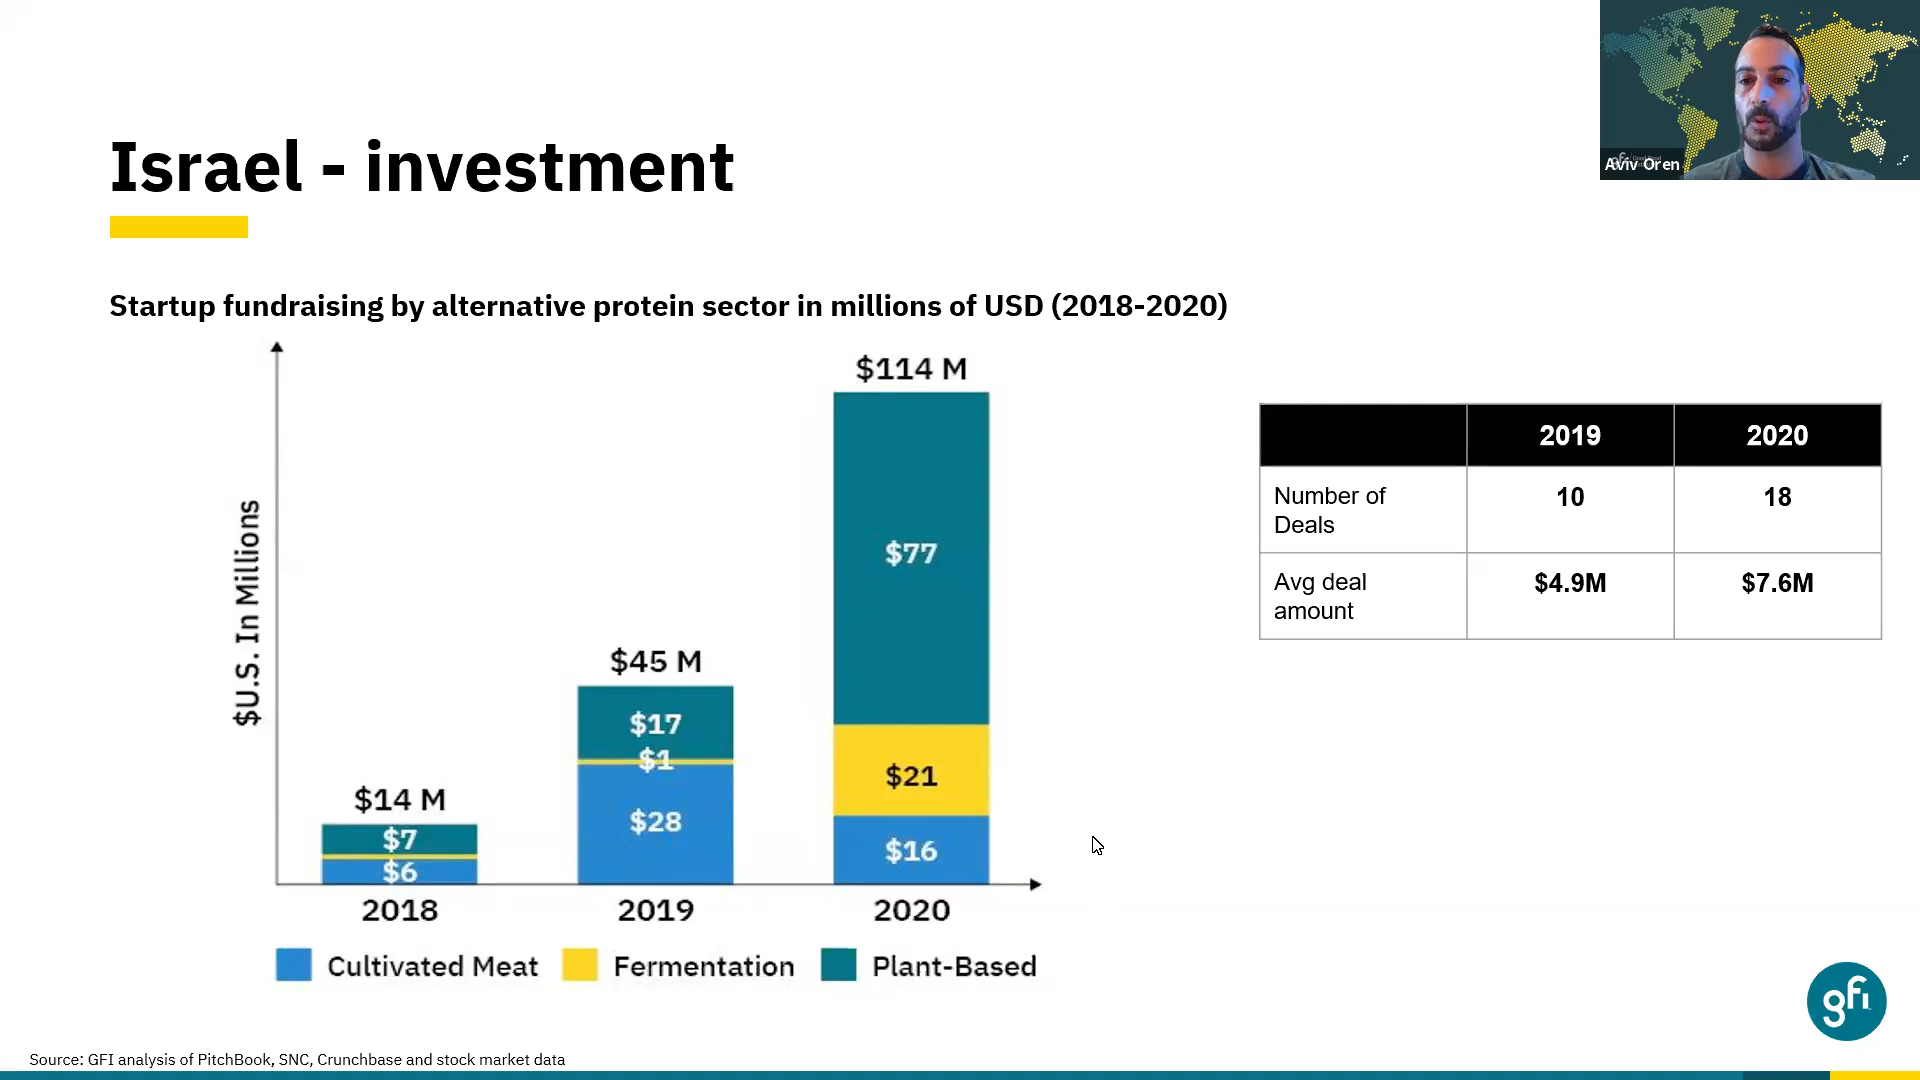 Israel - investment
Aviv Oren
Startup fundraising by alternative protein sector in millions of USD (2018-2020)
$U.S. In Millions
$114 M
$77
$21
$16
$45 M
$17
$1
$28
$14 M
$7
$6
2018 2019 2020
Cultivated Meat Fermentation Plant-Based
2019 2020
Number of Deals 10 18
Avg deal amount $4.9M $7.6M
gfi
Source: GFI analysis of PitchBook, SNC, Crunchbase and stock market data